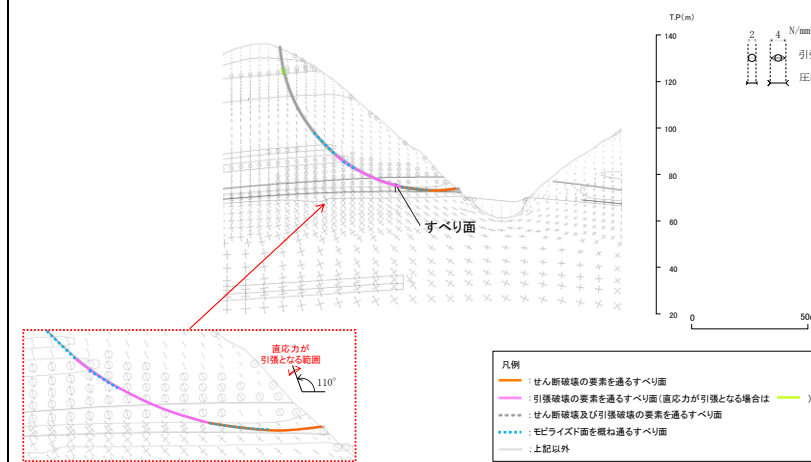 T.P(m)
140
120
100
80
60
40
20
2 4 N/mm
引張
圧
0 50
すべり面
直応力が
引張となる範囲
110°
凡例
：せん断破壊の要素を通るすべり面
：引張破壊の要素を通るすべり面(直応力が引張となる場合は )
：せん断破壊及び引張破壊の要素を通るすべり面
：モビライズド面を概ね通るすべり面
：上記以外